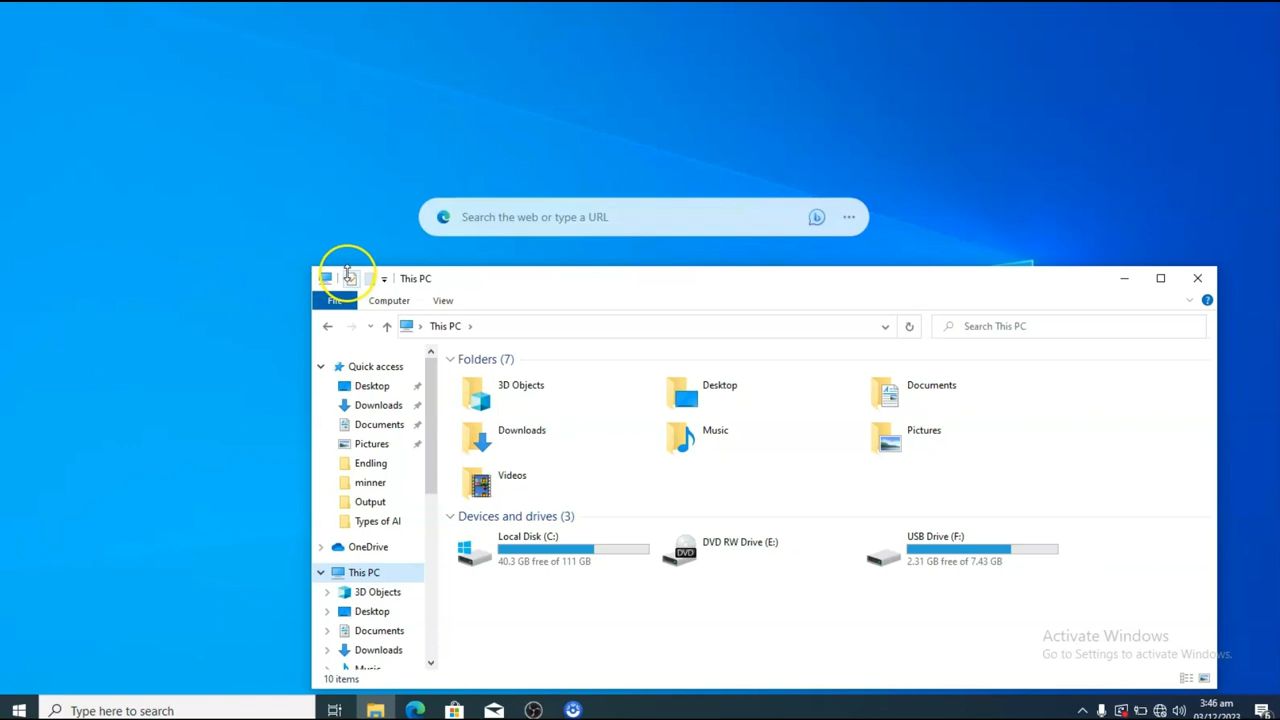 Search the web or type a URL
This PC
File Computer View
This PC
Search This PC
Quick access
Desktop
Downloads
Documents
Pictures
Endling
minner
Output
Types of AI
OneDrive
This PC
3D Objects
Desktop
Documents
Downloads
Music
Folders (7)
3D Objects
Desktop
Documents
Downloads
Music
Pictures
Videos
Devices and drives (3)
Local Disk (C:)
40.3 GB free of 111 GB
DVD RW Drive (E:)
DVD
USB Drive (F:)
2.31 GB free of 7.43 GB
Activate Windows
Go to Settings to activate Windows.
10 items
Type here to search
3:46 am
03/12/2023